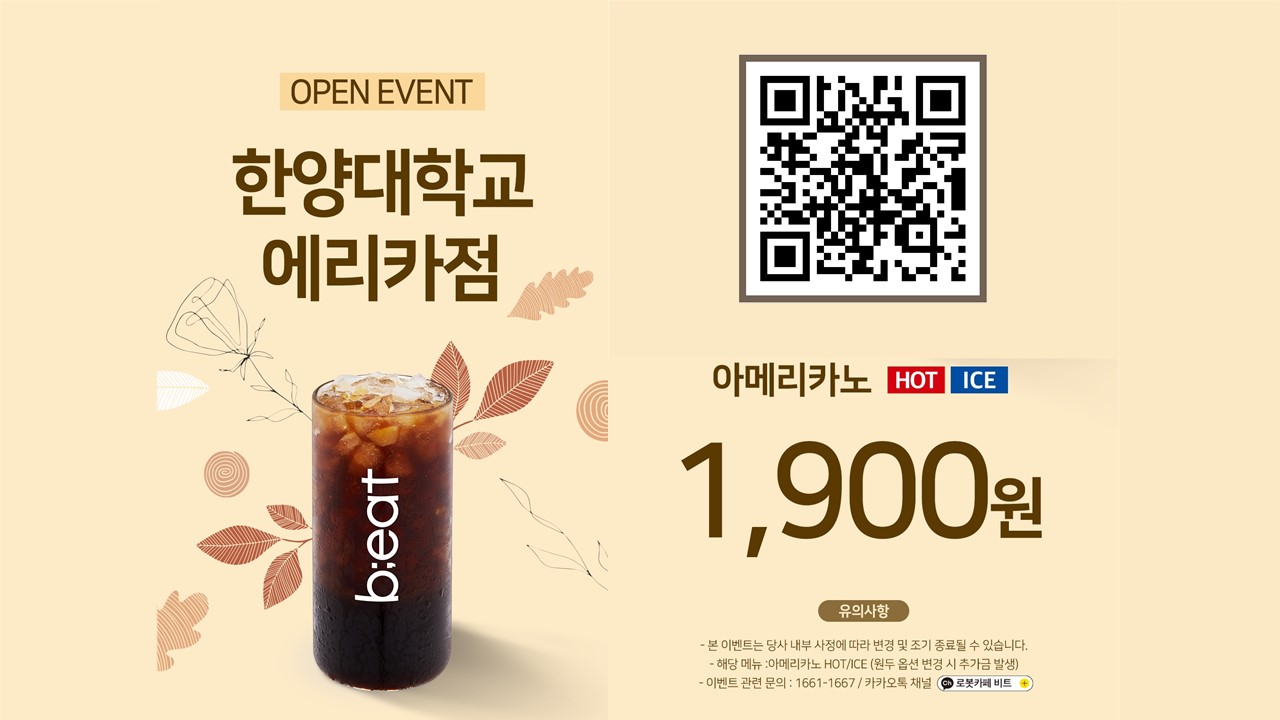 OPEN EVENT
한양대학교
에리카점
b;eat
아메리카노 HOT ICE
1,900원
유의사항
- 본 이벤트는 당사 내부 사정에 따라 변경 및 조기 종료될 수 있습니다.
- 해당 메뉴 :아메리카노 HOT/ICE (원두 옵션 변경 시 추가금 발생)
- 이벤트 관련 문의 : 1661-1667 / 카카오톡 채널 Ch 로봇카페 비트 +